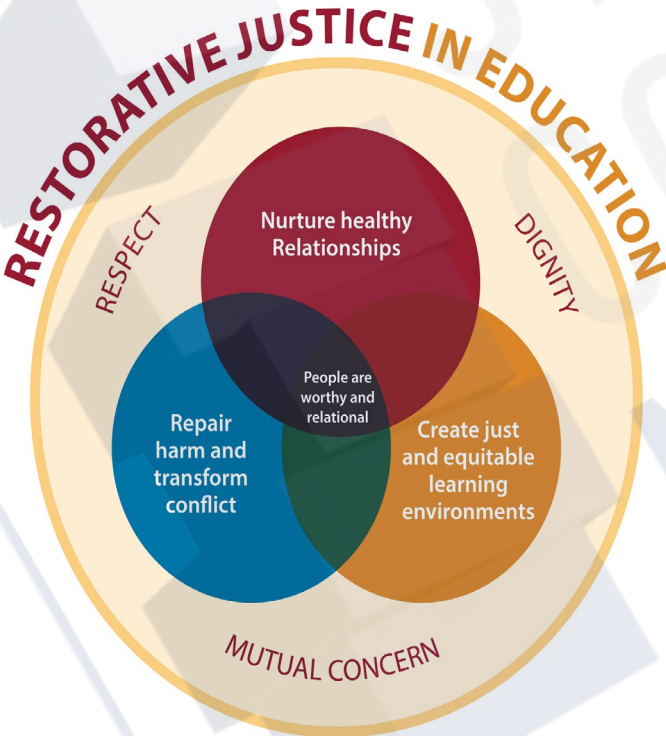 RESTORATIVE JUSTICE IN EDUCATION
RESPECT
DIGNITY
Nurture healthy
Relationships
People are
worthy and
relational
Repair
harm and
transform
conflict
Create just
and equitable
learning
environments
MUTUAL CONCERN